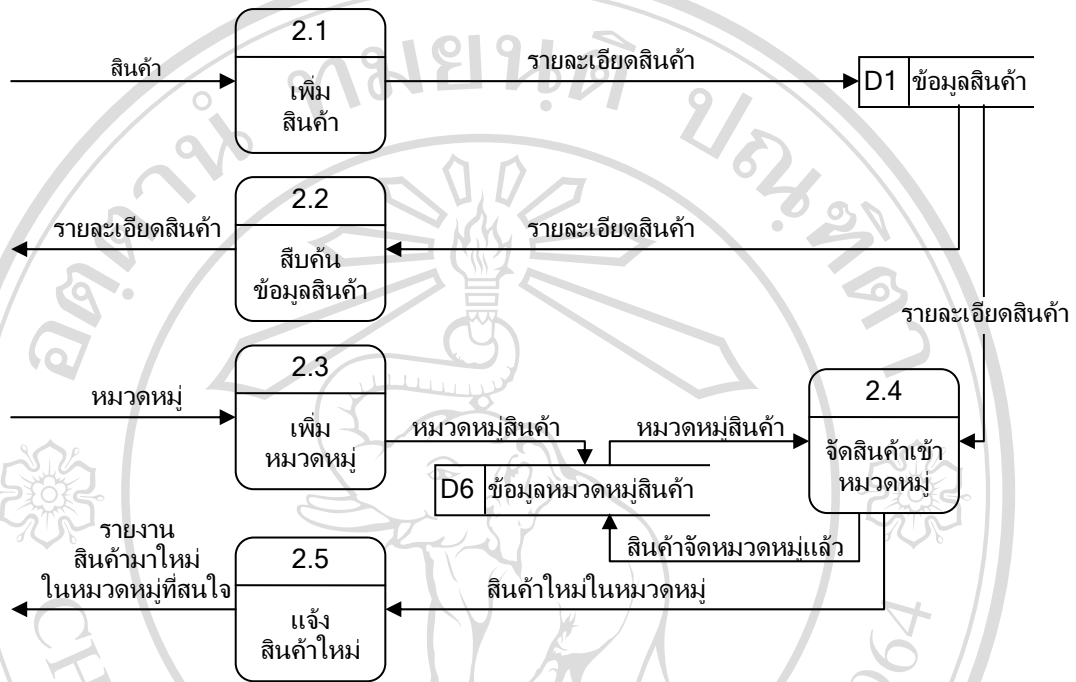 2.1
สินค้า
เพิ่ม
สินค้า
รายละเอียดสินค้า
D1 ข้อมูลสินค้า
2.2
รายละเอียดสินค้า
สืบค้น
ข้อมูลสินค้า
รายละเอียดสินค้า
รายละเอียดสินค้า
2.3
หมวดหมู่
เพิ่ม
หมวดหมู่
หมวดหมู่สินค้า
หมวดหมู่สินค้า
2.4
จัดสินค้าเข้า
หมวดหมู่
D6 ข้อมูลหมวดหมู่สินค้า
สินค้าจัดหมวดหมู่แล้ว
รายงาน
สินค้ามาใหม่
ในหมวดหมู่ที่สนใจ
2.5
แจ้ง
สินค้าใหม่
สินค้าใหม่ในหมวดหมู่